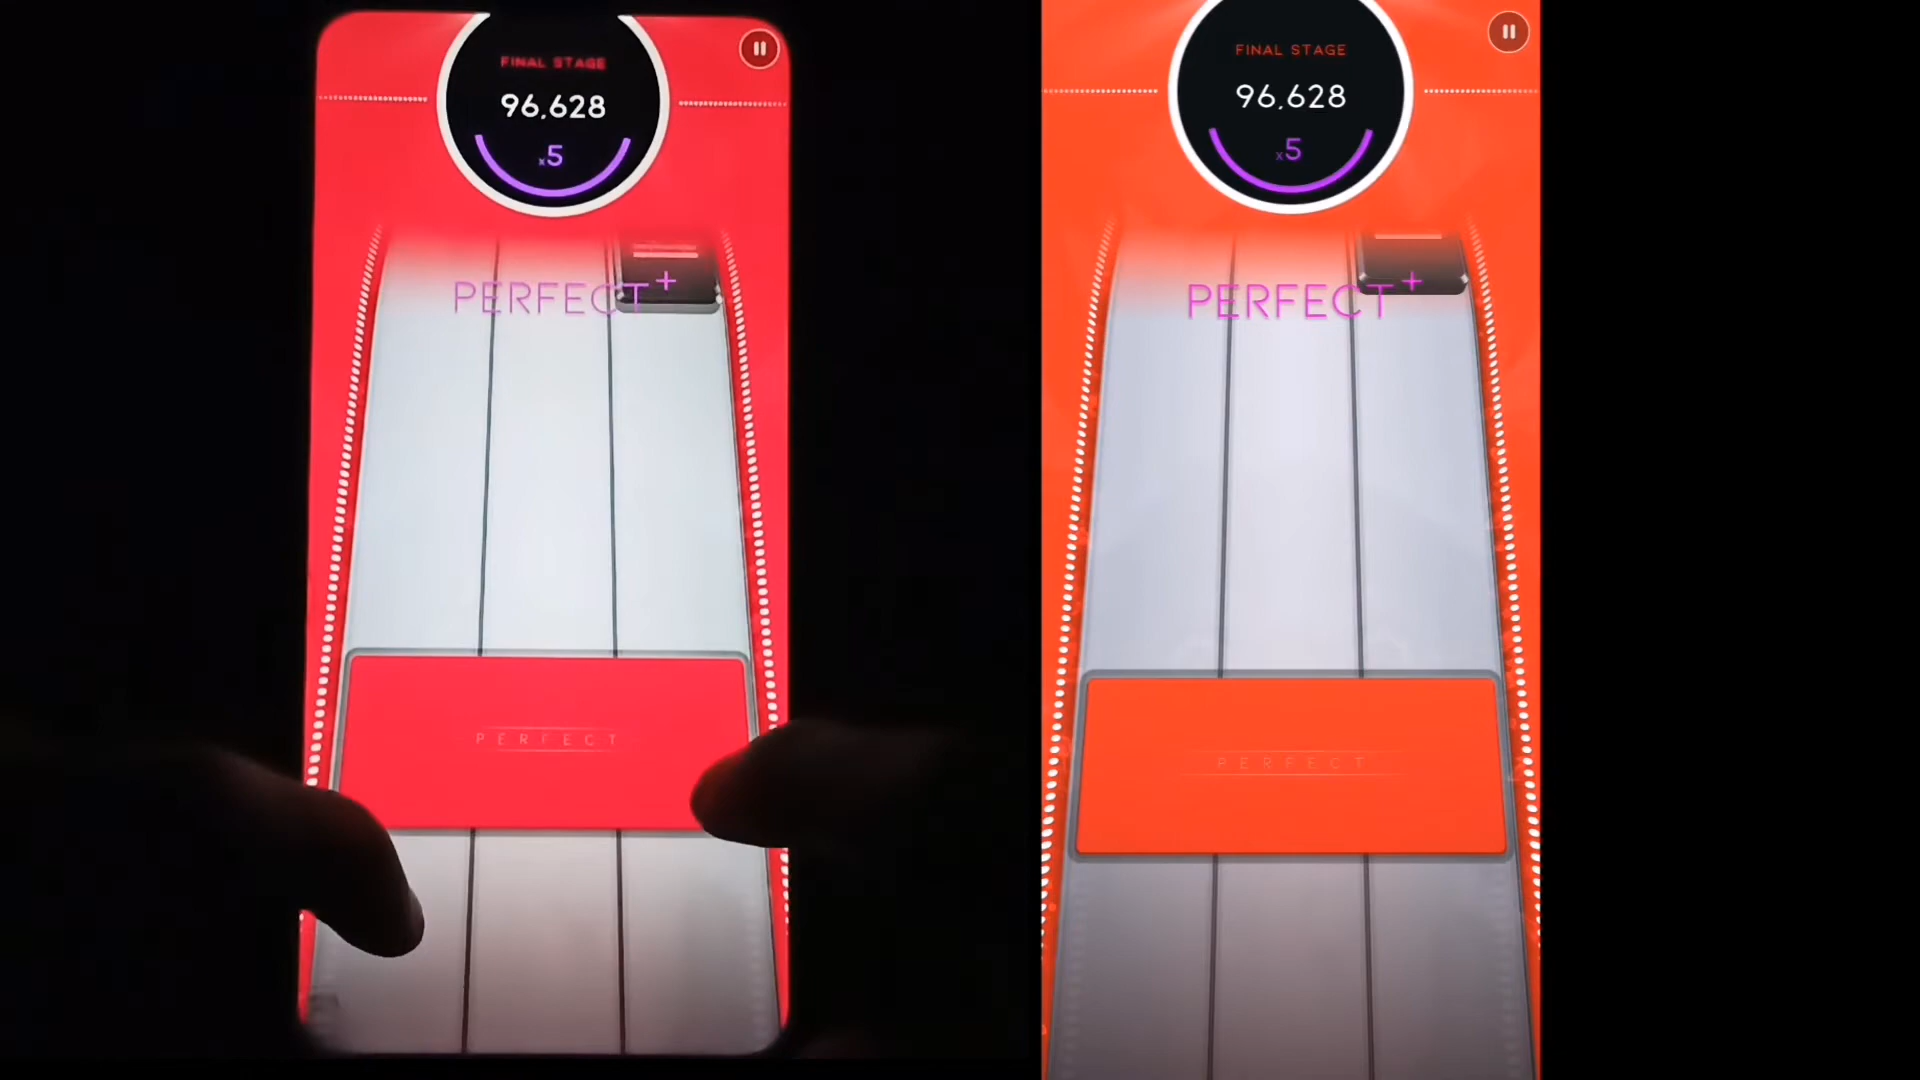 FINAL STAGE
96,628
x5
PERFECT+
PERFECT
FINAL STAGE
96,628
x5
PERFECT+
PERFECT